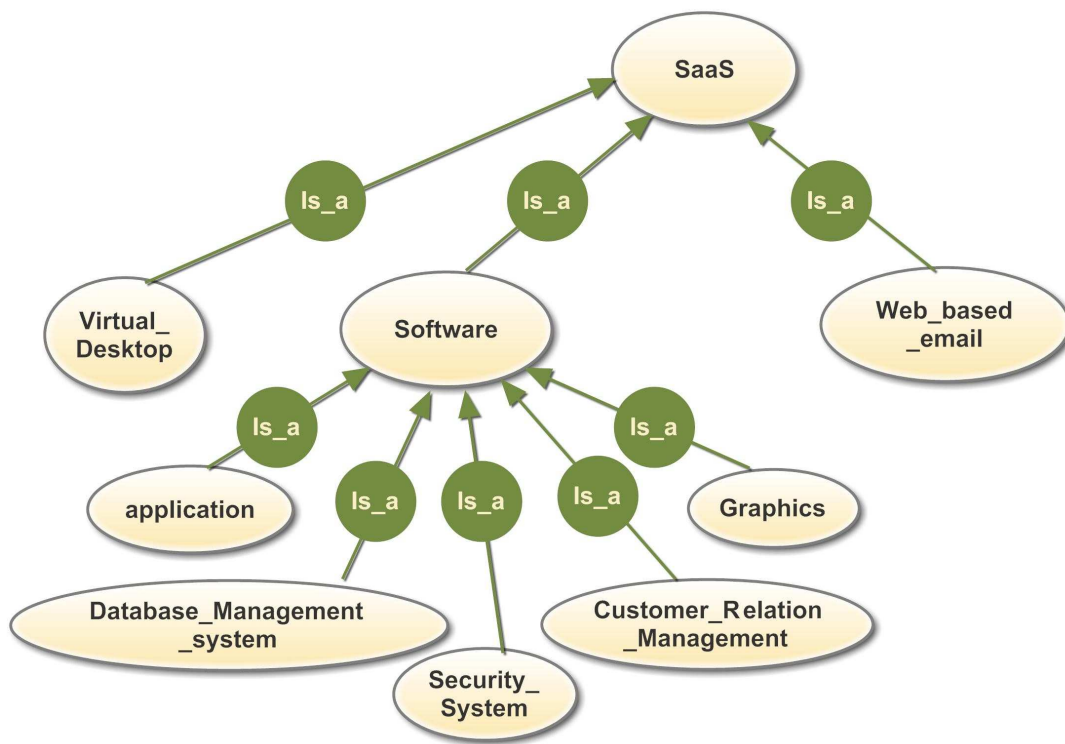 SaaS
Is_a
Is_a
Is_a
Virtual_
Desktop
Software
Web_based
_email
Is_a
Is_a
Is_a
Is_a
Is_a
application
Graphics
Database_Management
_system
Customer_Relation
_Management
Security_
System